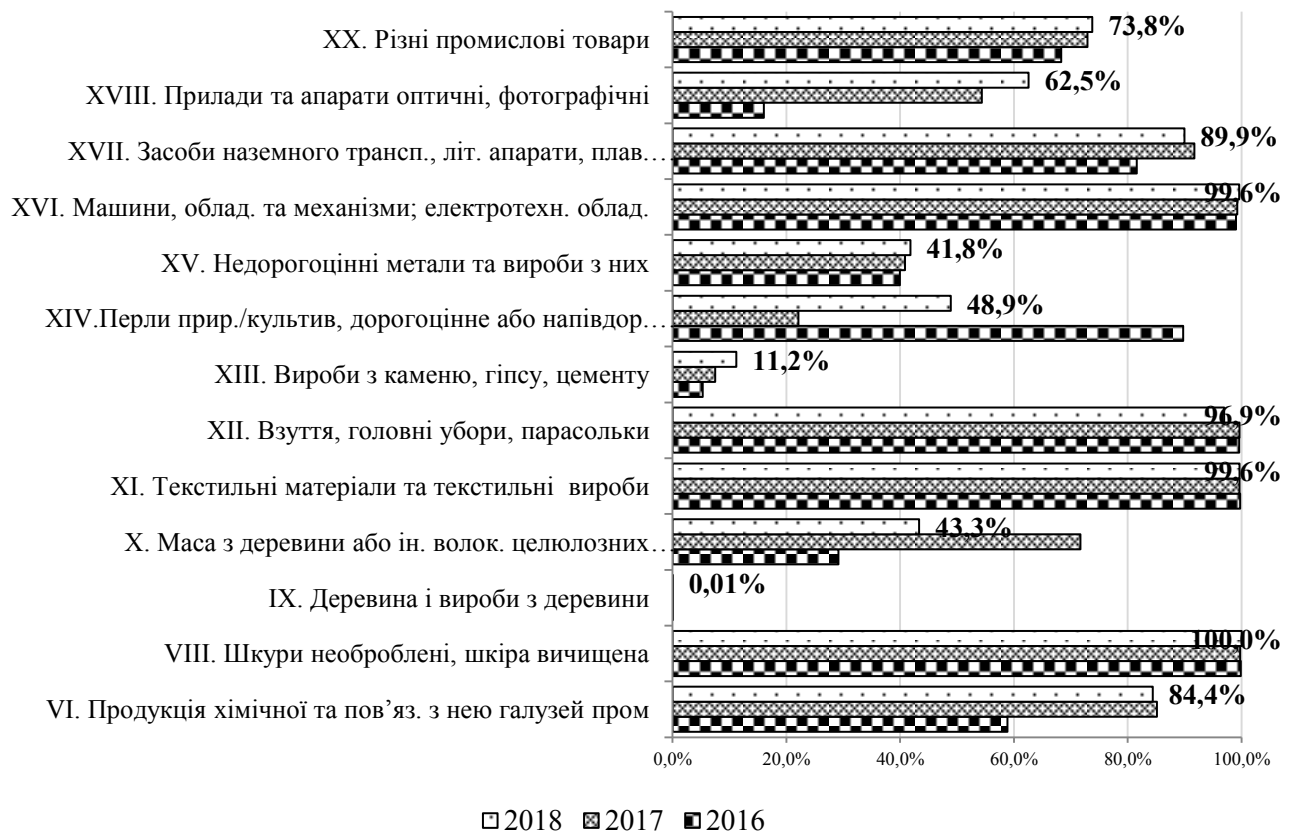 XX. Різні промислові товари
73,8%
XVIII. Прилади та апарати оптичні, фотографічні
62,5%
XVII. Засоби наземного трансп., літ. апарати, плав…
89,9%
XVI. Машини, облад. та механізми; електротехн. облад.
99,6%
XV. Недорогоцінні метали та вироби з них
41,8%
XIV.Перли прир./культив, дорогоцінне або напівдор…
48,9%
XIII. Вироби з каменю, гіпсу, цементу
11,2%
XII. Взуття, головні убори, парасольки
96,9%
XI. Текстильні матеріали та текстильні  вироби
99,6%
X. Маса з деревини або ін. волок. целюлозних…
43,3%
IX. Деревина і вироби з деревини
0,01%
VIII. Шкури необроблені, шкіра вичищена
100,0%
VI. Продукція хімічної та пов’яз. з нею галузей пром
84,4%
0,0% 20,0% 40,0% 60,0% 80,0% 100,0%
2018 2017 2016